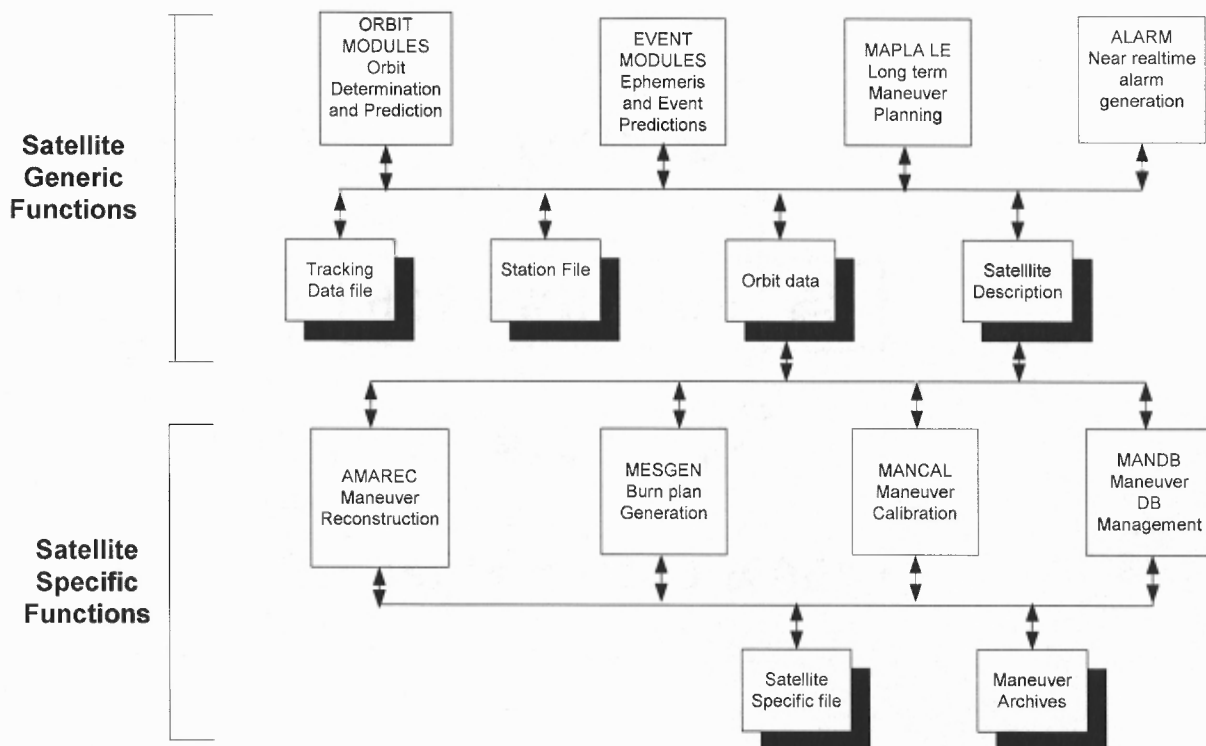 ORBIT
MODULES
Orbit
Determination
and Prediction
EVENT
MODULES
Ephemeris
and Event
Predictions
MAPLA LE
Long term
Maneuver
Planning
ALARM
Near realtime
alarm
generation
Satellite
Generic
Functions
Tracking
Data file
Station File
Orbit data
Satelllite
Description
AMAREC
Maneuver
Reconstruction
MESGEN
Burn plan
Generation
MANCAL
Maneuver
Calibration
MANDB
Maneuver
DB
Management
Satellite
Specific
Functions
Satellite
Specific file
Maneuver
Archives